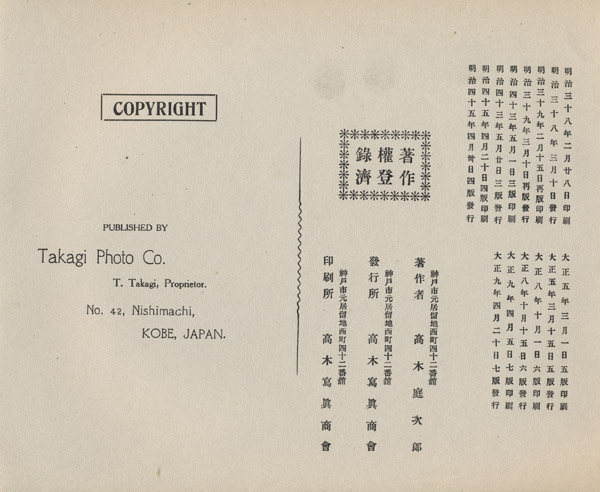 COPYRIGHT
PUBLISHED BY
Takagi Photo Co.
T. Takagi, Proprietor.
No. 42, Nishimachi,
KOBE, JAPAN.
明治三十八年二月廿八日印刷
明治三十八年三月十日發行
明治三十九年二月十五日再版印刷
明治三十九年三月十日再版發行
明治四十三年五月一日三版印刷
明治四十三年五月廿日三版發行
明治四十五年四月二十日四版印刷
明治四十五年四月卅日四版發行
大正五年三月一日五版印刷
大正五年三月十五日五版發行
大正八年十月一日六版印刷
大正八年十月十五日六版發行
大正九年四月五日七版印刷
大正九年四月二十日七版發行
著作
權登
錄濟
神戸市元居留地西町四十二番舘
著作者 高木庭次郎
神戸市元居留地西町四十二番舘
發行所 高木寫眞商會
神戸市元居留地西町四十二番舘
印刷所 高木寫眞商會